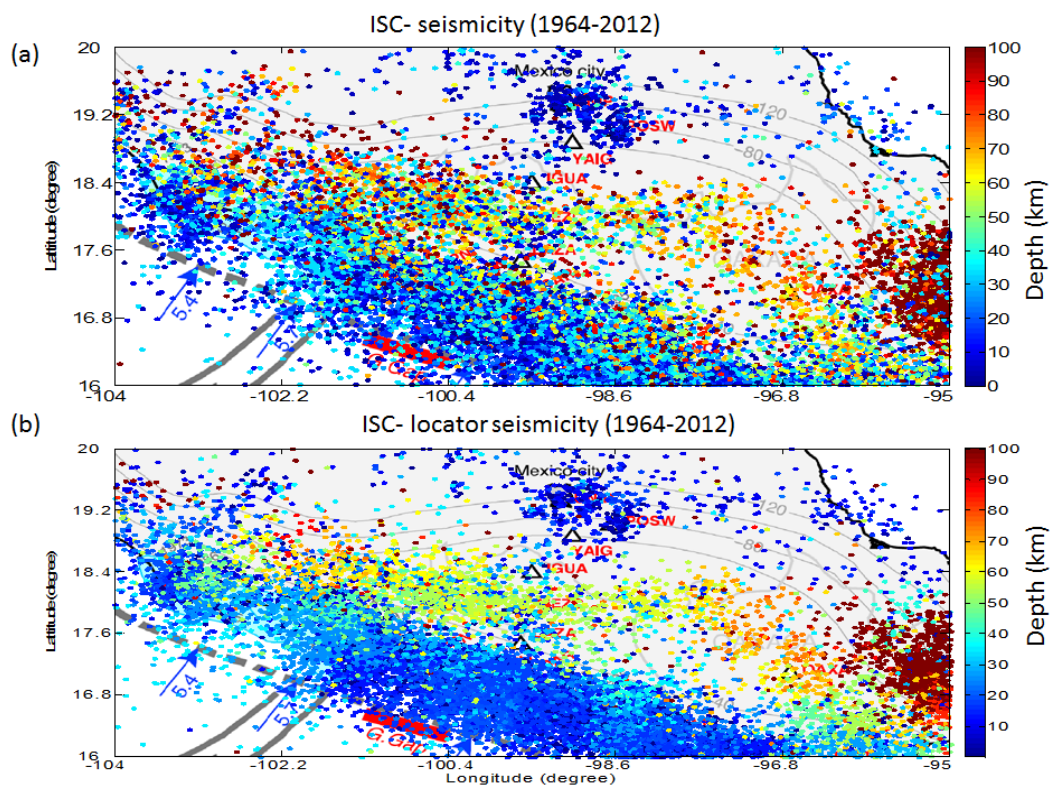 ISC- seismicity (1964-2012)
(a)
20
19.2
18.4
17.6
16.8
16
Latitude(degree)
Mexico city
POSW
YAIG
IGUA
120
80
5.4
-104
-102.2
-100.4
-98.6
-96.8
-95
100
90
80
70
60
50
40
30
20
10
0
Depth (km)
ISC- locator seismicity (1964-2012)
(b)
20
19.2
18.4
17.6
16.8
16
Latitude(degree)
Mexico city
POSW
YAIG
IGUA
120
80
40
5.4
G.Gap
-104
-102.2
-100.4
-98.6
-96.8
-95
Longitude (degree)
100
90
80
70
60
50
40
30
20
10
Depth (km)